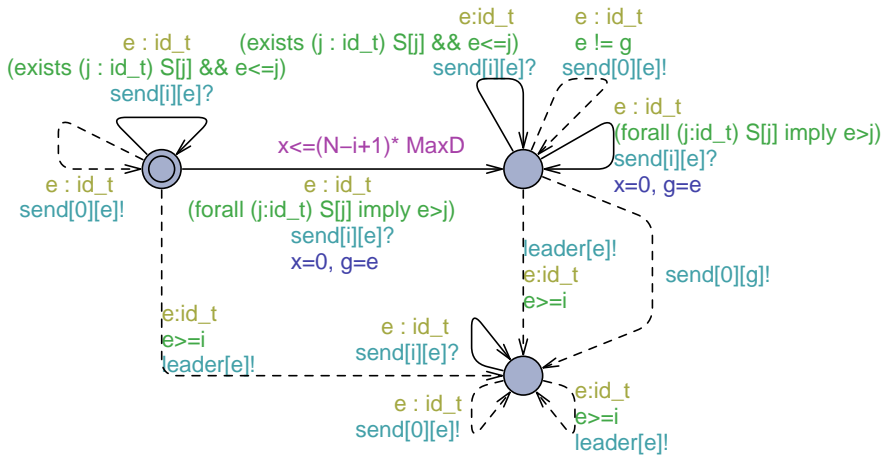 e : id_t
(exists (j : id_t) S[j] && e<=j)
send[i][e]?
e:id_t
(exists (j : id_t) S[j] && e<=j)
send[i][e]?
e : id_t
e != g
send[0][e]!
e : id_t
(forall (j:id_t) S[j] imply e>j)
send[i][e]?
x=0, g=e
x<=(N−i+1)* MaxD
e : id_t
send[0][e]!
e : id_t
(forall (j:id_t) S[j] imply e>j)
send[i][e]?
x=0, g=e
leader[e]!
e:id_t
e>=i
send[0][g]!
e:id_t
e>=i
leader[e]!
e : id_t
send[i][e]?
e : id_t
send[0][e]!
e:id_t
e>=i
leader[e]!